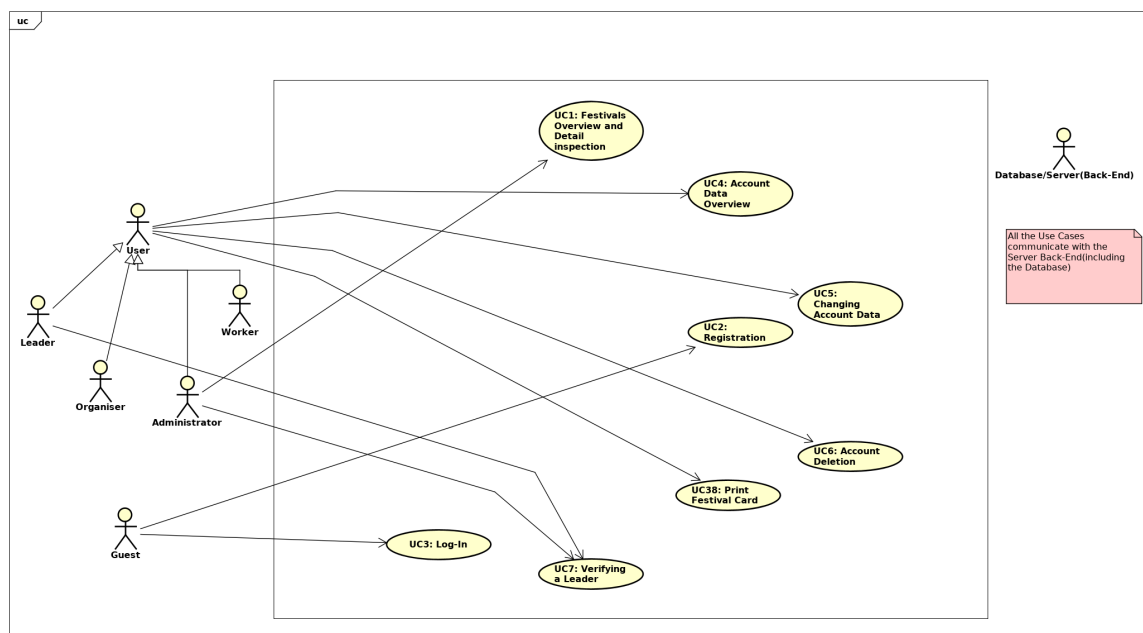 uc
UC1: Festivals
Overview and
Detail
inspection
Database/Server(Back-End)
UC4: Account
Data
Overview
User
All the Use Cases
communicate with the
Server Back-End(including
the Database)
UC5:
Changing
Account Data
Worker
UC2:
Registration
Leader
Organiser
Administrator
UC6: Account
Deletion
UC38: Print
Festival Card
Guest
UC3: Log-In
UC7: Verifying
a Leader